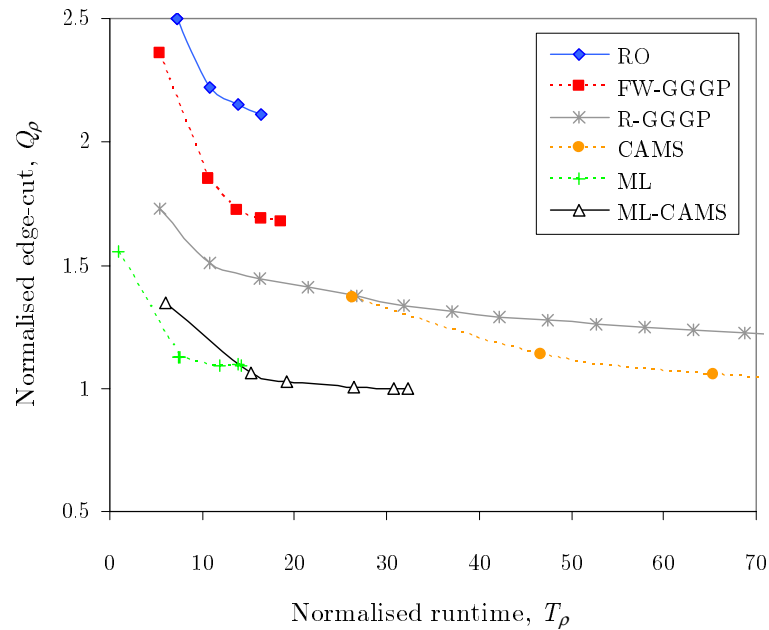 2.5
2
1.5
1
0.5
Normalised edge-cut, Qρ
RO
FW-GGGP
R-GGGP
CAMS
ML
ML-CAMS
0 10 20 30 40 50 60 70
Normalised runtime, Tρ